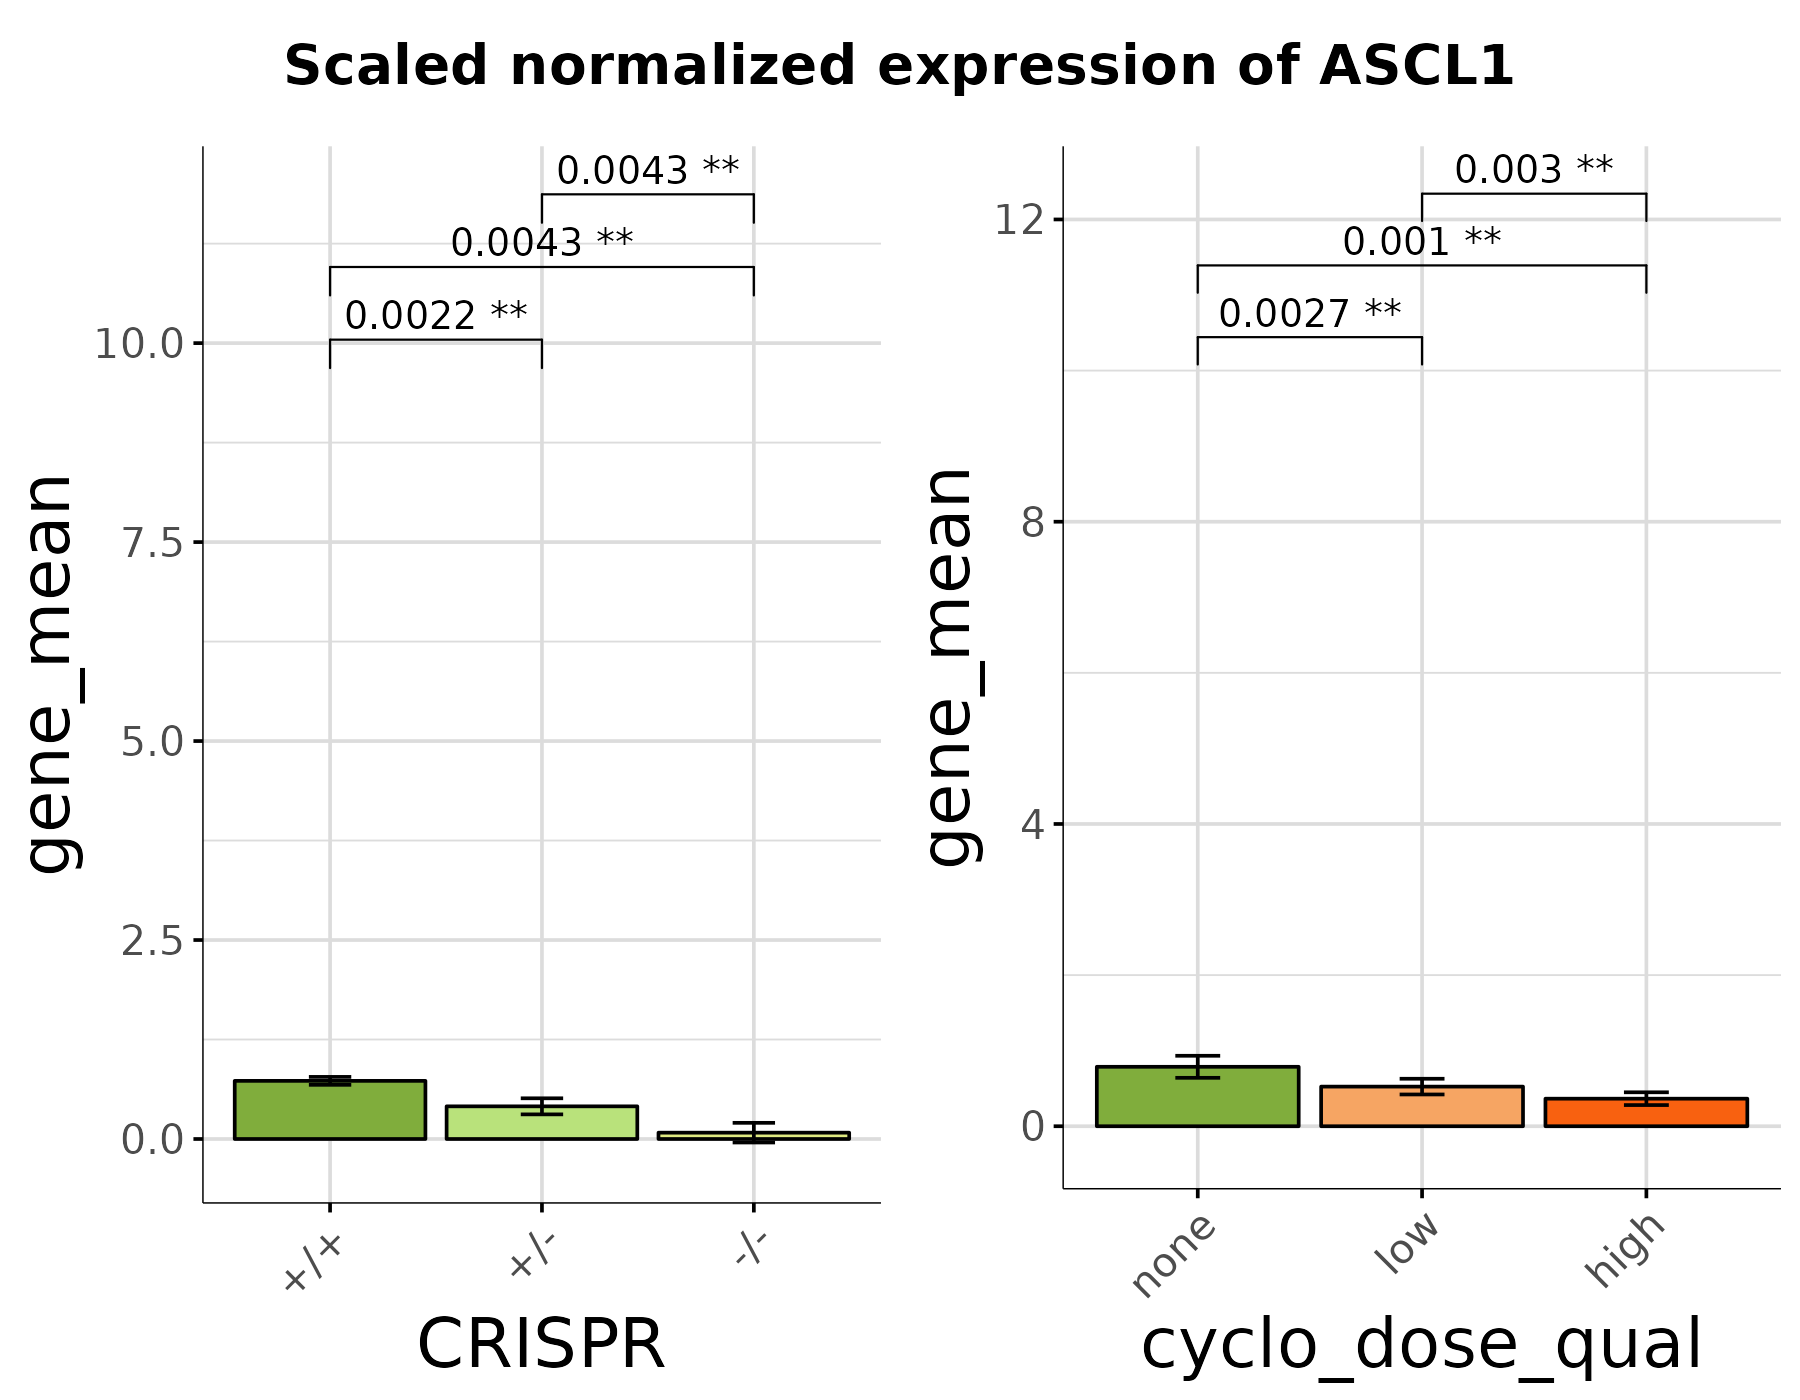 Scaled normalized expression of ASCL1
gene_mean
10.0
7.5
5.0
2.5
0.0
0.0043 **
0.0043 **
0.0022 **
+/+
+/-
-/-
CRISPR
gene_mean
12
8
4
0
0.003 **
0.001 **
0.0027 **
none
low
high
cyclo_dose_qual